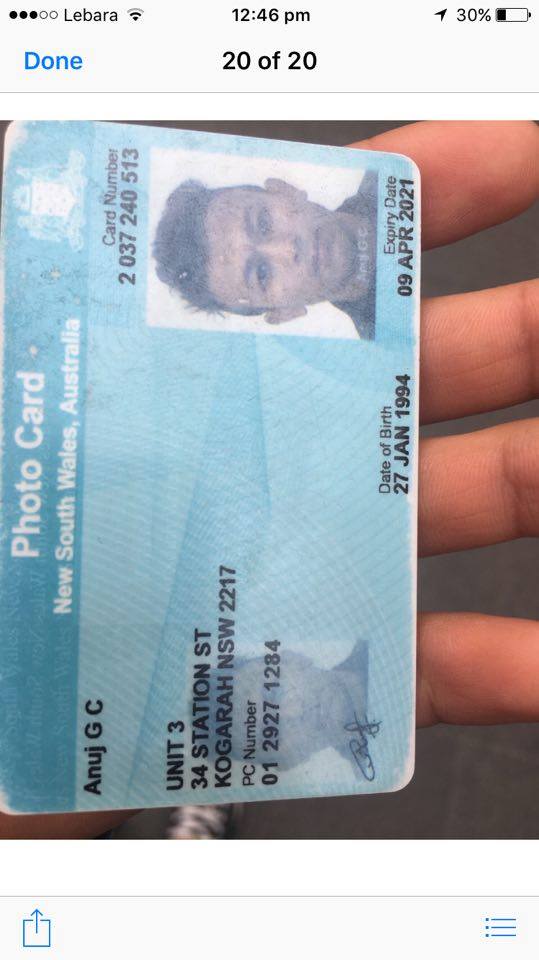 Lebara
12:46 pm
30%
Done
20 of 20
Photo Card
New South Wales, Australia
Card Number
2 037 240 513
Anuj G C
UNIT 3
34 STATION ST
KOGARAH NSW 2217
PC Number
01 2927 1284
Date of Birth
27 JAN 1994
Expiry Date
09 APR 2021